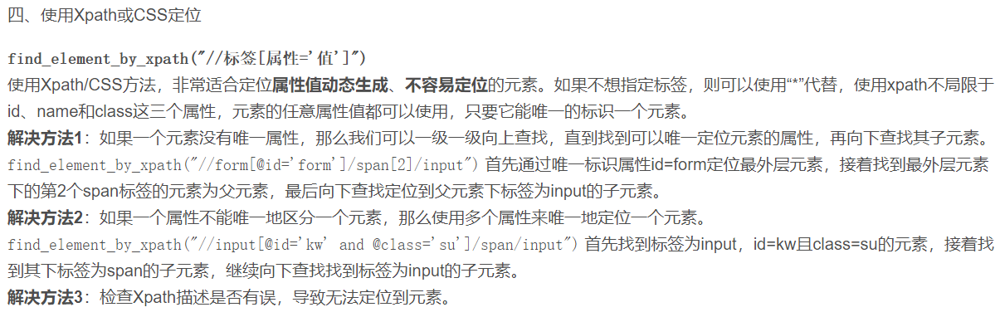 四、使用Xpath或CSS定位
find_element_by_xpath("//标签[属性='值']")
使用Xpath/CSS方法，非常适合定位属性值动态生成、不容易定位的元素。如果不想指定标签，则可以使用“*”代替，使用xpath不局限于
id、name和class这三个属性，元素的任意属性值都可以使用，只要它能唯一的标识一个元素。
解决方法1：如果一个元素没有唯一属性，那么我们可以一级一级向上查找，直到找到可以唯一定位元素的属性，再向下查找其子元素。
find_element_by_xpath("//form[@id='form']/span[2]/input") 首先通过唯一标识属性id=form定位最外层元素，接着找到最外层元素
下的第2个span标签的元素为父元素，最后向下查找定位到父元素下标签为input的子元素。
解决方法2：如果一个属性不能唯一地区分一个元素，那么使用多个属性来唯一地定位一个元素。
find_element_by_xpath("//input[@id='kw' and @class='su']/span/input") 首先找到标签为input，id=kw且class=su的元素，接着找
到其下标签为span的子元素，继续向下查找找到标签为input的子元素。
解决方法3：检查Xpath描述是否有误，导致无法定位到元素。